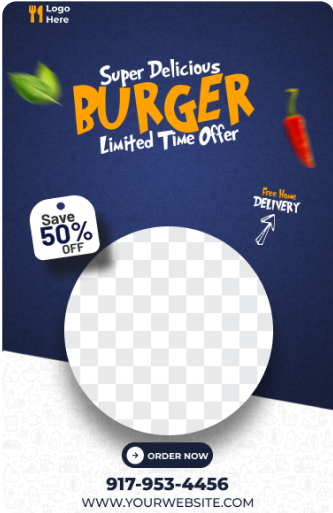 Logo
Here
Super Delicious
BURGER
Limited Time Offer
Free Home
DELIVERY
Save
50%
OFF
ORDER NOW
917-953-4456
WWW.YOURWEBSITE.COM